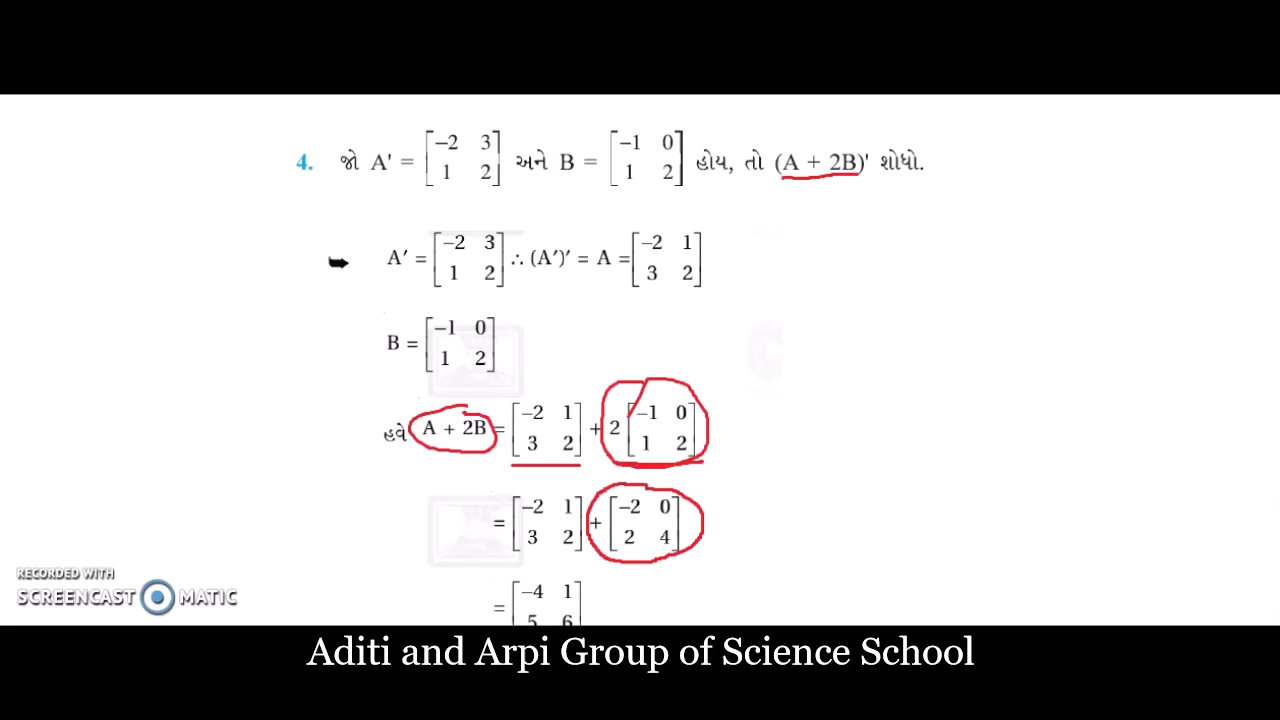 4. જો A' = [−2 3; 1 2] અને B = [−1 0; 1 2] હોય, તો (A + 2B)' શોધો.
➥ A' = [−2 3; 1 2] ∴ (A')' = A = [−2 1; 3 2]
B = [−1 0; 1 2]
હવે A + 2B = [−2 1; 3 2] + 2 [−1 0; 1 2]
= [−2 1; 3 2] + [−2 0; 2 4]
= [−4 1; 5 6]
RECORDED WITH
SCREENCAST MATIC
Aditi and Arpi Group of Science School